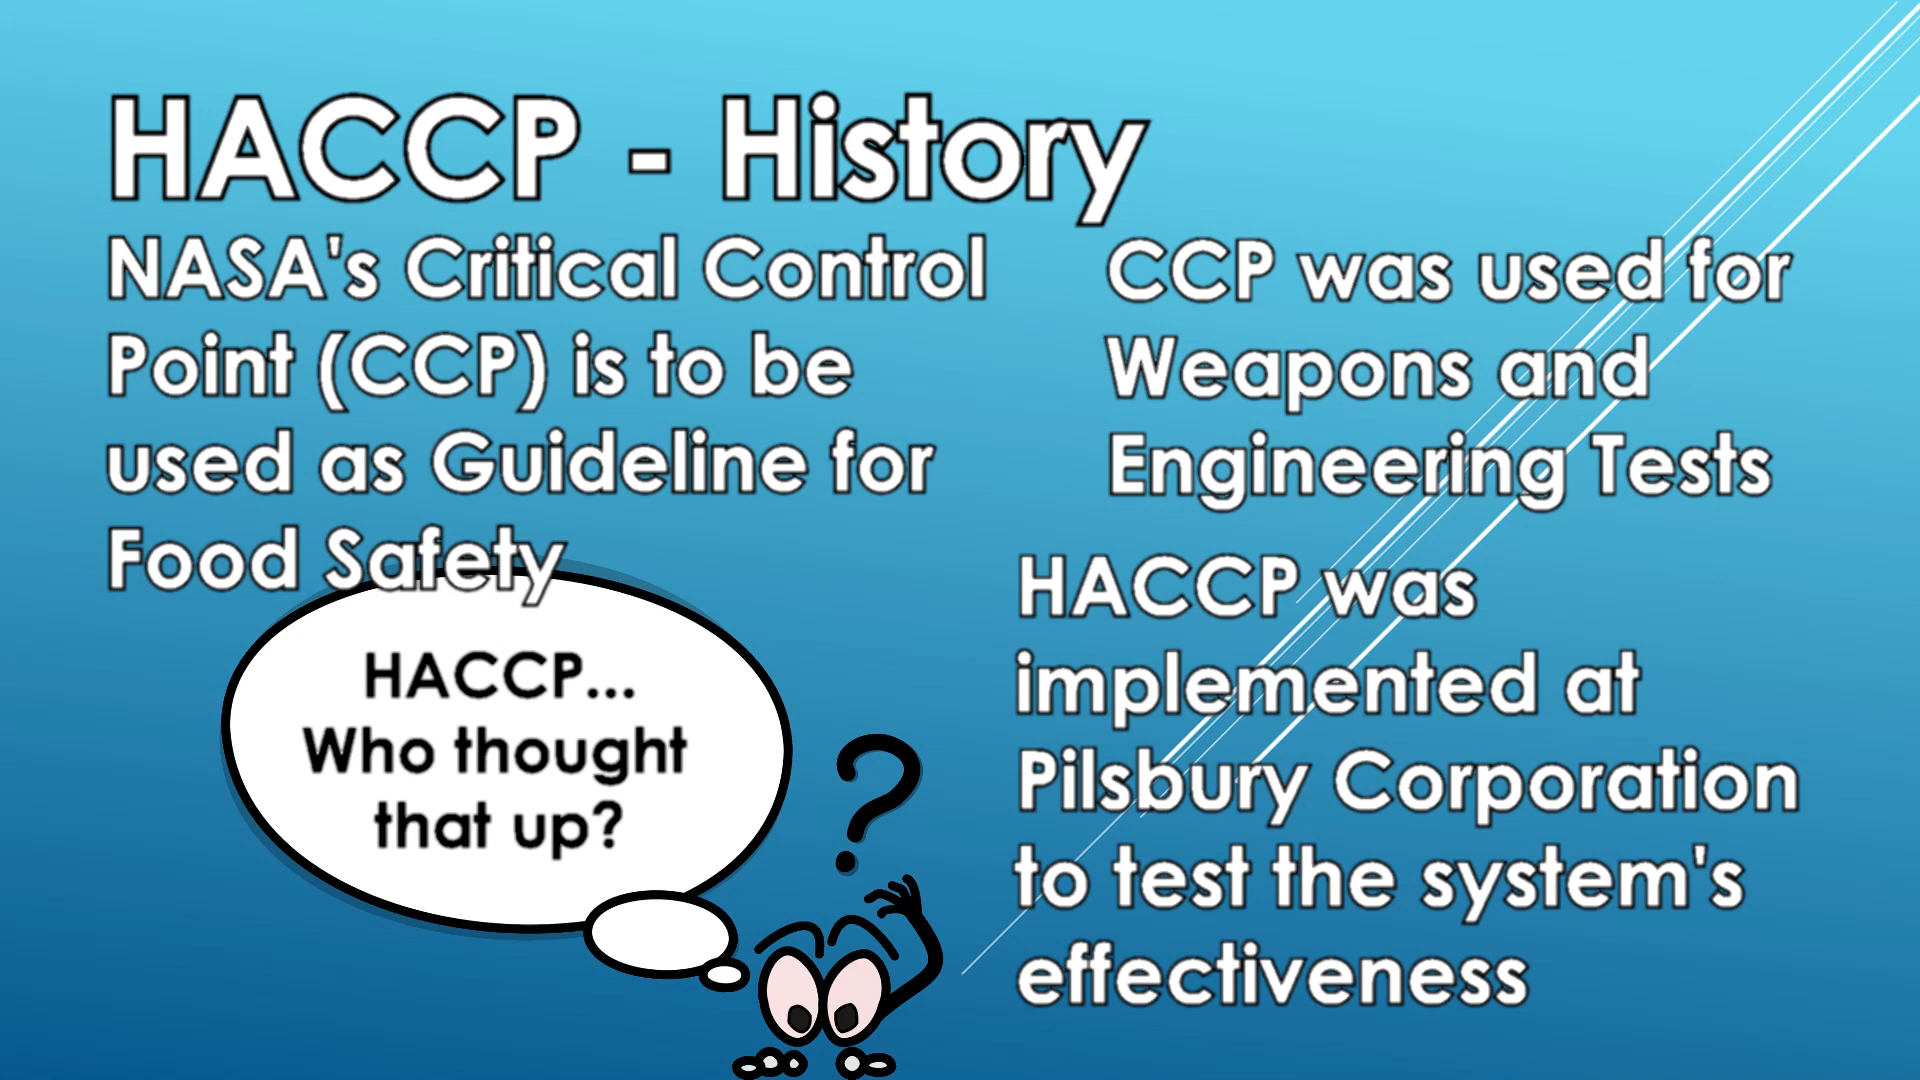 HACCP - History
NASA's Critical Control
Point (CCP) is to be
used as Guideline for
Food Safety
CCP was used for
Weapons and
Engineering Tests
HACCP was
implemented at
Pilsbury Corporation
to test the system's
effectiveness
HACCP...
Who thought
that up?
?